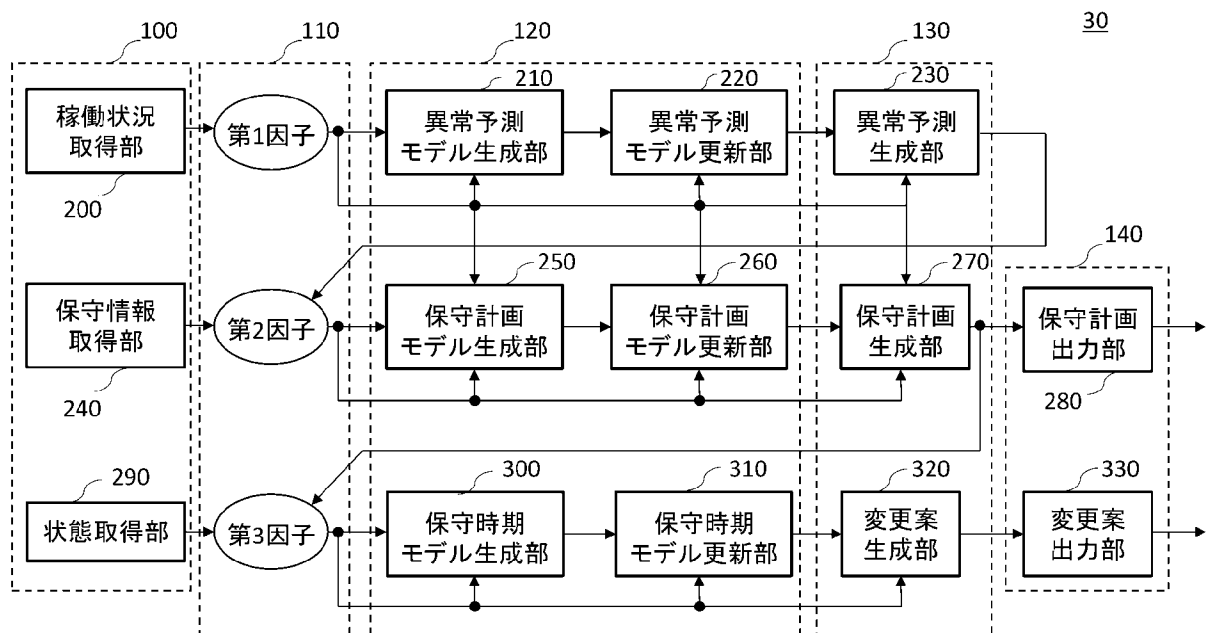 30
100
110
120
130
210
220
230
稼働状況
取得部
第1因子
異常予測
モデル生成部
異常予測
モデル更新部
異常予測
生成部
200
140
250
260
270
保守情報
取得部
第2因子
保守計画
モデル生成部
保守計画
モデル更新部
保守計画
生成部
保守計画
出力部
240
280
290
300
310
320
330
状態取得部
第3因子
保守時期
モデル生成部
保守時期
モデル更新部
変更案
生成部
変更案
出力部